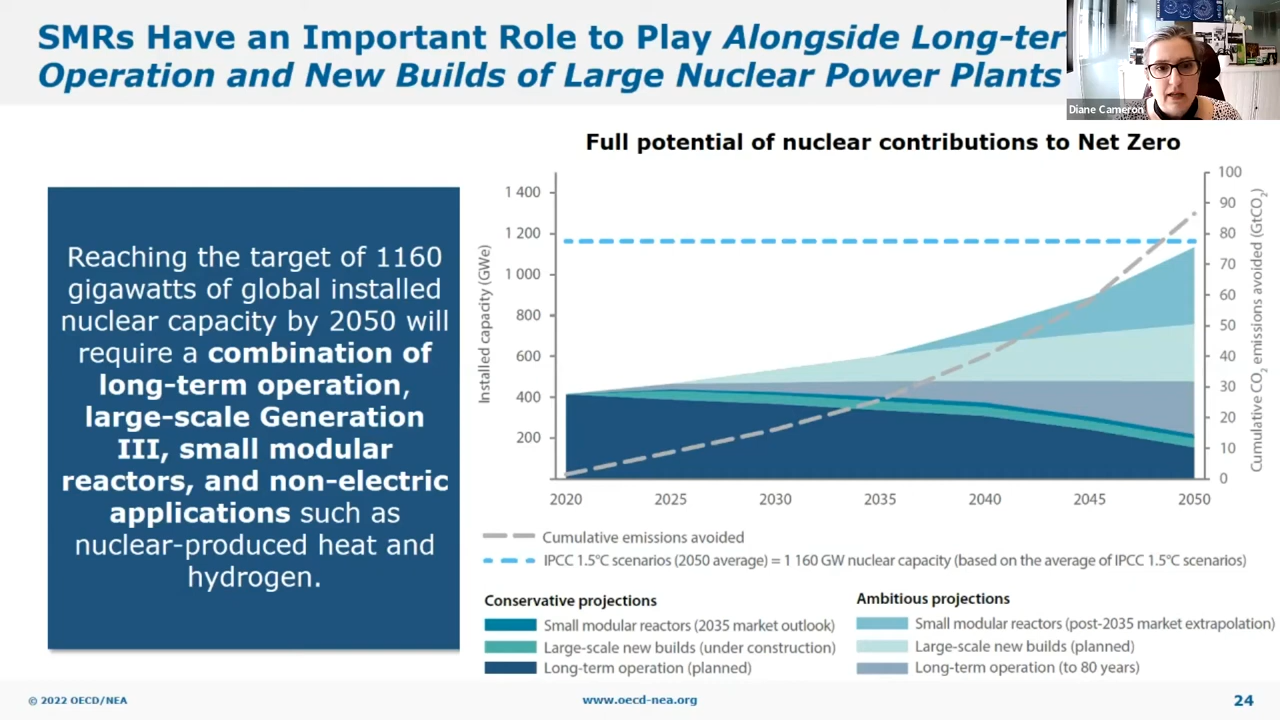 SMRs Have an Important Role to Play Alongside Long-ter
Operation and New Builds of Large Nuclear Power Plants
Diane Cameron
Full potential of nuclear contributions to Net Zero
Reaching the target of 1160
gigawatts of global installed
nuclear capacity by 2050 will
require a combination of
long-term operation,
large-scale Generation
III, small modular
reactors, and non-electric
applications such as
nuclear-produced heat and
hydrogen.
Installed capacity (GWe)
1 400
1 200
1 000
800
600
400
200
100
90
80
70
60
50
40
30
20
10
0
Cumulative CO₂ emissions avoided (GtCO₂)
2020 2025 2030 2035 2040 2045 2050
Cumulative emissions avoided
IPCC 1.5°C scenarios (2050 average) = 1 160 GW nuclear capacity (based on the average of IPCC 1.5°C scenarios)
Conservative projections
Small modular reactors (2035 market outlook)
Large-scale new builds (under construction)
Long-term operation (planned)
Ambitious projections
Small modular reactors (post-2035 market extrapolation)
Large-scale new builds (planned)
Long-term operation (to 80 years)
© 2022 OECD/NEA
www.oecd-nea.org
24